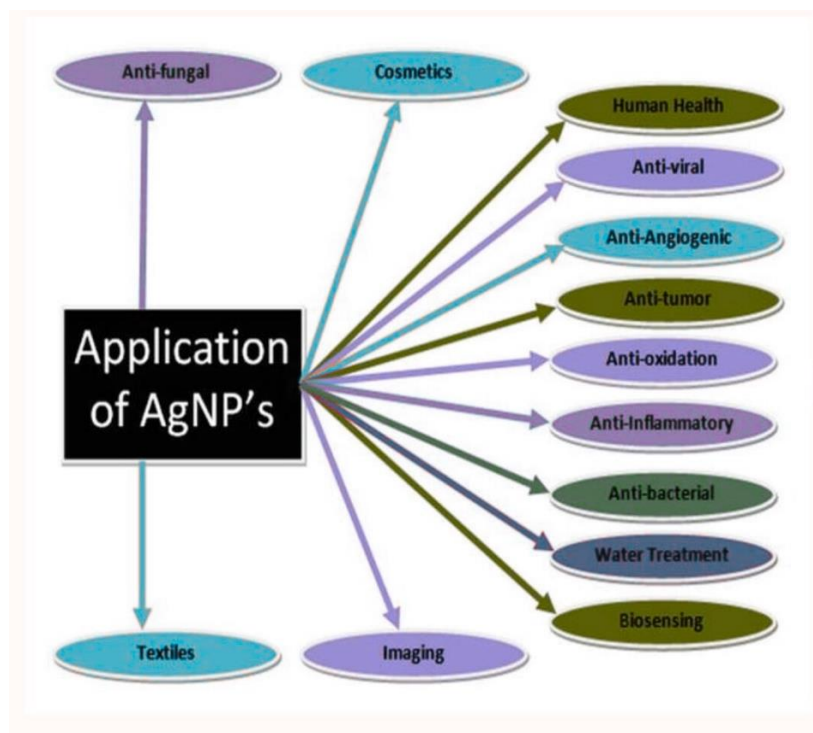 Anti-fungal
Cosmetics
Human Health
Anti-viral
Anti-Angiogenic
Anti-tumor
Anti-oxidation
Anti-Inflammatory
Anti-bacterial
Water Treatment
Biosensing
Application
of AgNP's
Textiles
Imaging